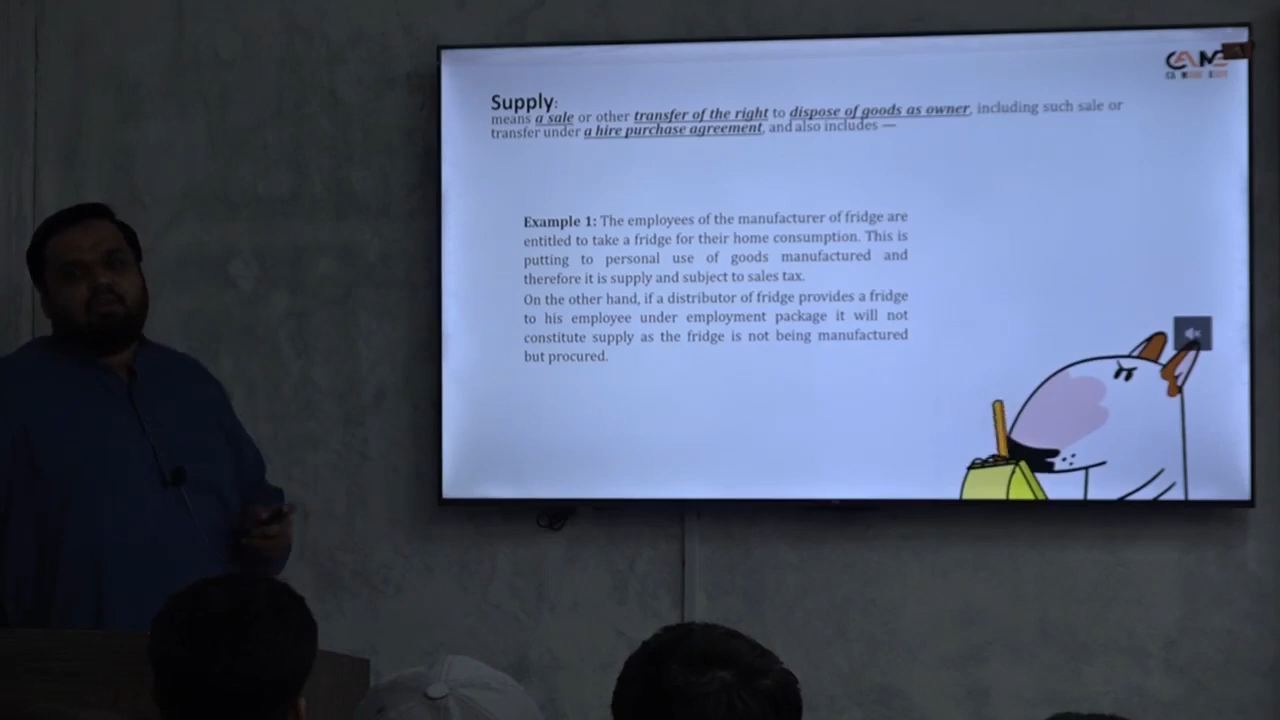 Supply:
means a sale or other transfer of the right to dispose of goods as owner, including such sale or
transfer under a hire purchase agreement, and also includes —
Example 1: The employees of the manufacturer of fridge are
entitled to take a fridge for their home consumption. This is
putting to personal use of goods manufactured and
therefore it is supply and subject to sales tax.
On the other hand, if a distributor of fridge provides a fridge
to his employee under employment package it will not
constitute supply as the fridge is not being manufactured
but procured.